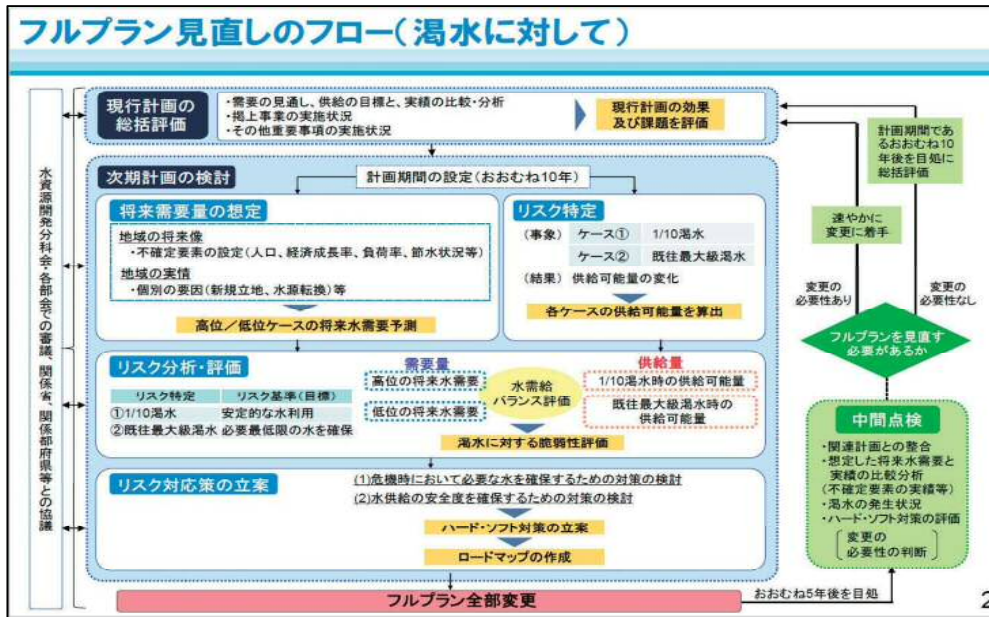 フルプラン見直しのフロー(渇水に対して)
水資源開発分科会・各部会での審議、関係省、関係都府県等との協議
現行計画の
総括評価
・需要の見通し、供給の目標と、実績の比較・分析
・掲上事業の実施状況
・その他重要事項の実施状況
現行計画の効果
及び課題を評価
次期計画の検討
計画期間の設定(おおむね10年)
将来需要量の想定
地域の将来像
・不確定要素の設定(人口、経済成長率、負荷率、節水状況等)
地域の実情
・個別の要因(新規立地、水源転換)等
高位/低位ケースの将来水需要予測
リスク特定
(事象) ケース① 1/10渇水
ケース② 既往最大級渇水
(結果) 供給可能量の変化
各ケースの供給可能量を算出
リスク分析・評価
リスク特定 リスク基準(目標)
①1/10渇水 安定的な水利用
②既往最大級渇水 必要最低限の水を確保
需要量
高位の将来水需要
低位の将来水需要
水需給
バランス評価
供給量
1/10渇水時の供給可能量
既往最大級渇水時の
供給可能量
渇水に対する脆弱性評価
リスク対応策の立案
(1)危機時において必要な水を確保するための対策の検討
(2)水供給の安全度を確保するための対策の検討
ハード・ソフト対策の立案
ロードマップの作成
フルプラン全部変更
おおむね5年後を目処
中間点検
・関連計画との整合
・想定した将来水需要と
実績の比較分析
(不確定要素の実績等)
・渇水の発生状況
・ハード・ソフト対策の評価
変更の
必要性の判断
フルプランを見直す
必要があるか
変更の
必要性あり
変更の
必要性なし
速やかに
変更に着手
計画期間であ
るおおむね10
年後を目処に
総括評価
2